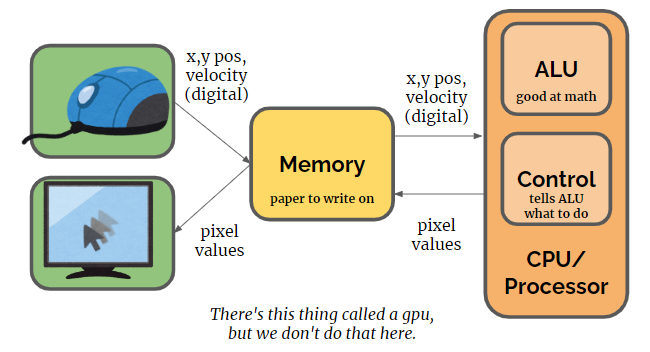 x,y pos,
velocity
(digital)
Memory
paper to write on
pixel
values
x,y pos,
velocity
(digital)
pixel
values
ALU
good at math
Control
tells ALU
what to do
CPU/
Processor
There's this thing called a gpu,
but we don't do that here.